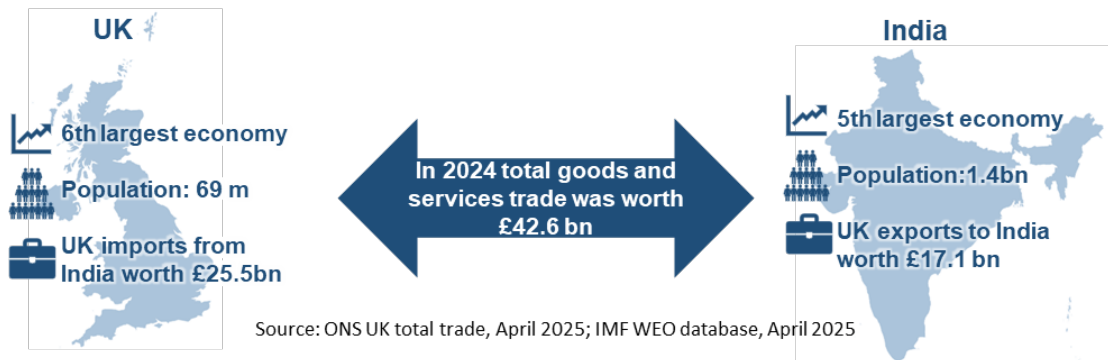 UK
6th largest economy
Population: 69 m
UK imports from
India worth £25.5bn
In 2024 total goods and
services trade was worth
£42.6 bn
India
5th largest economy
Population:1.4bn
UK exports to India
worth £17.1 bn
Source: ONS UK total trade, April 2025; IMF WEO database, April 2025